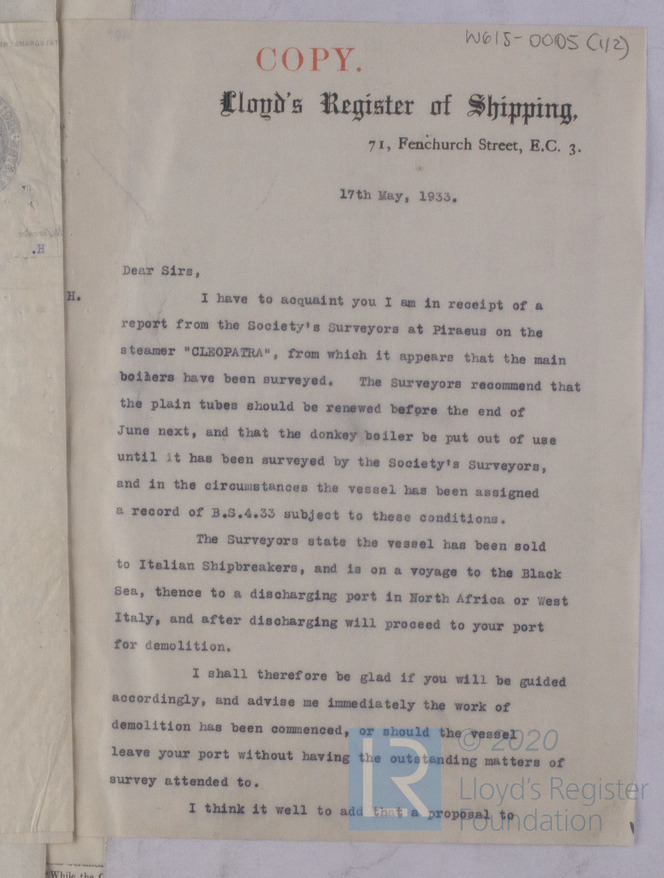 W615-0005 (1/2)
COPY.
Lloyd's Register of Shipping,
71, Fenchurch Street, E.C. 3.
17th May, 1933.
H.
H.
Dear Sirs,
I have to acquaint you I am in receipt of a
report from the Society's Surveyors at Piraeus on the
steamer "CLEOPATRA", from which it appears that the main
boilers have been surveyed. The Surveyors recommend that
the plain tubes should be renewed before the end of
June next, and that the donkey boiler be put out of use
until it has been surveyed by the Society's Surveyors,
and in the circumstances the vessel has been assigned
a record of B.S.4.33 subject to these conditions.
The Surveyors state the vessel has been sold
to Italian Shipbreakers, and is on a voyage to the Black
Sea, thence to a discharging port in North Africa or West
Italy, and after discharging will proceed to your port
for demolition.
I shall therefore be glad if you will be guided
accordingly, and advise me immediately the work of
demolition has been commenced, or should the vessel
leave your port without having the outstanding matters of
survey attended to.
I think it well to add that a proposal to
LR
© 2020
Lloyd's Register
Foundation
While the